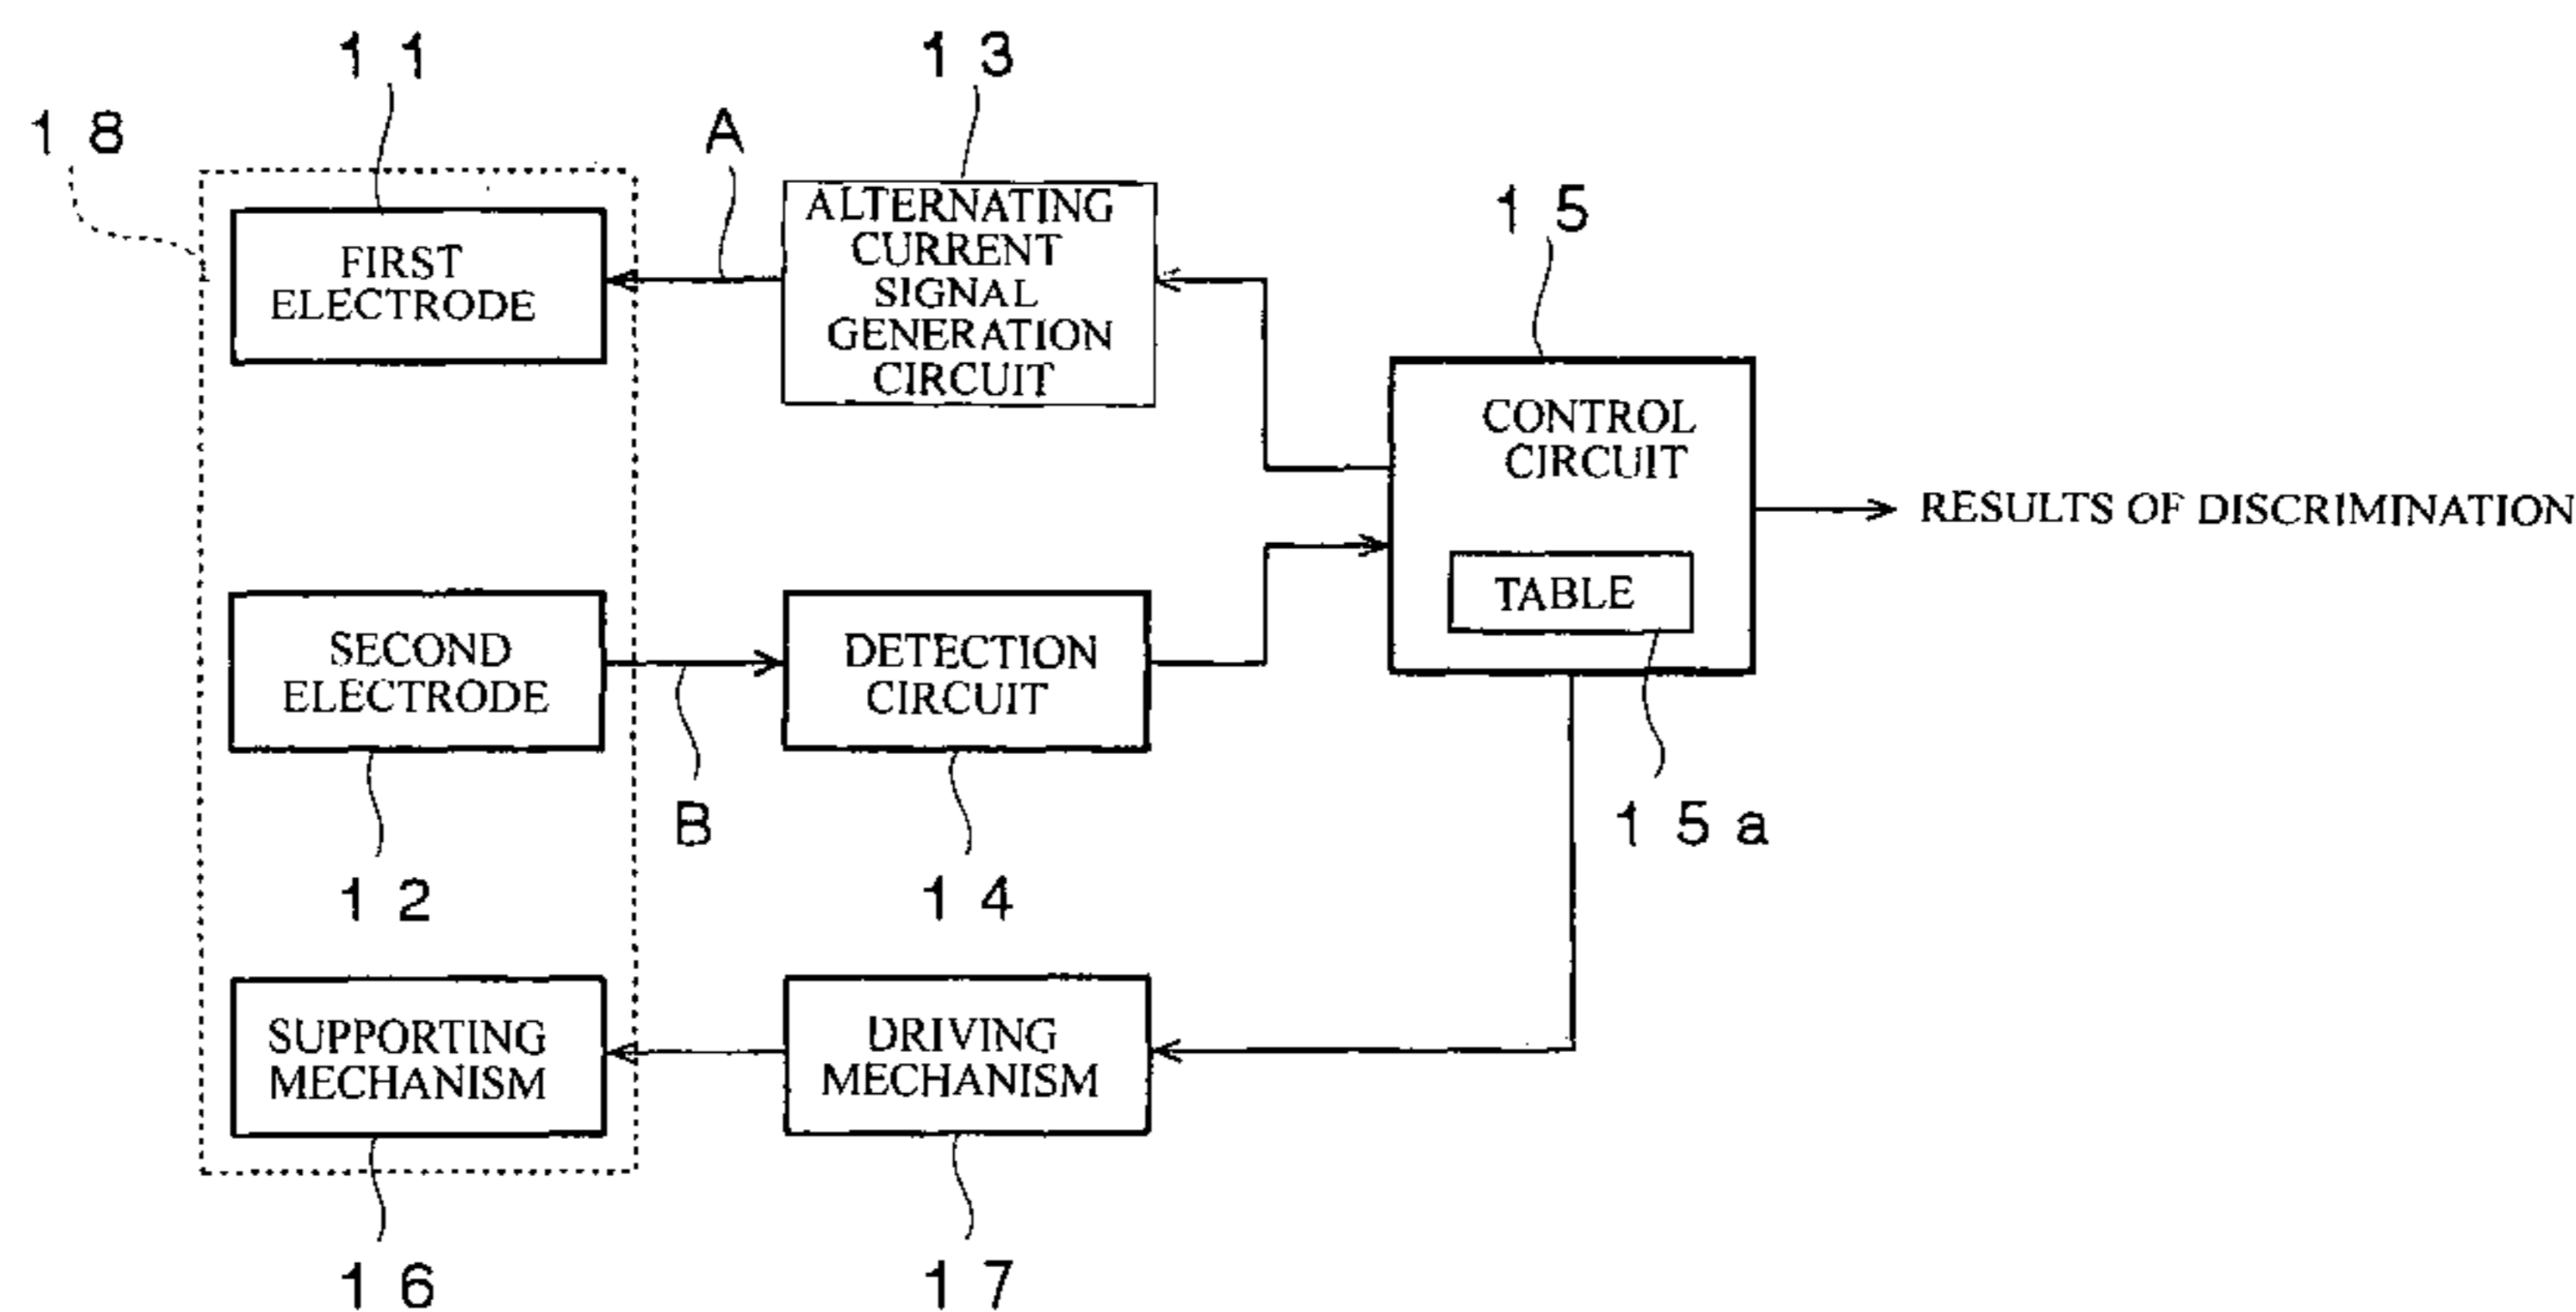 1 1
1 3
1 8
A
1 5
FIRST
ELECTRODE
ALTERNATING
CURRENT
SIGNAL
GENERATION
CIRCUIT
CONTROL
CIRCUIT
RESULTS OF DISCRIMINATION
TABLE
SECOND
ELECTRODE
DETECTION
CIRCUIT
B
1 5 a
1 2
1 4
SUPPORTING
MECHANISM
DRIVING
MECHANISM
1 6
1 7